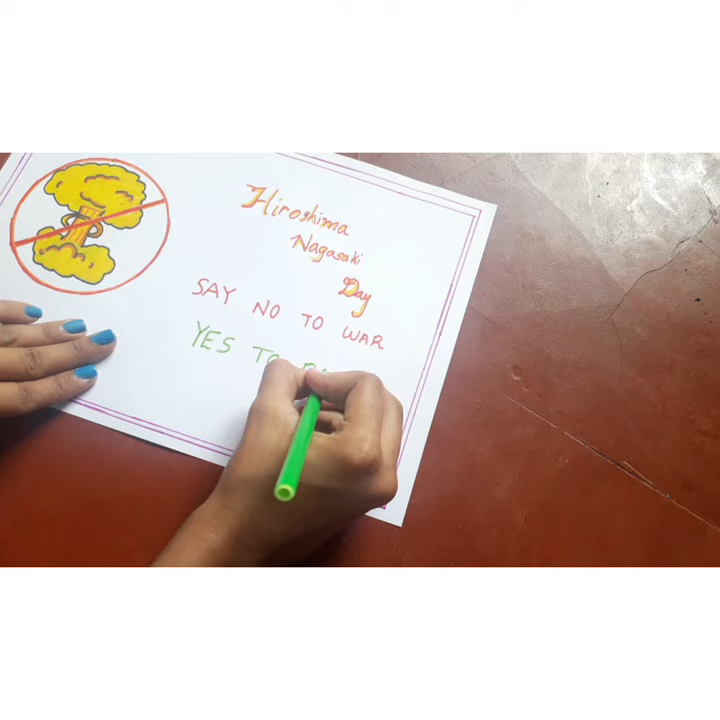 Hiroshima
Nagasaki
Day
SAY NO TO WAR
YES TO